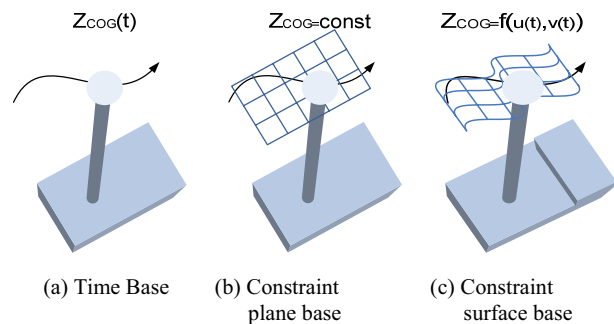 ZCOG(t)
ZCOG=const
ZCOG=f(u(t),v(t))
(a) Time Base
(b) Constraint
plane base
(c) Constraint
surface base